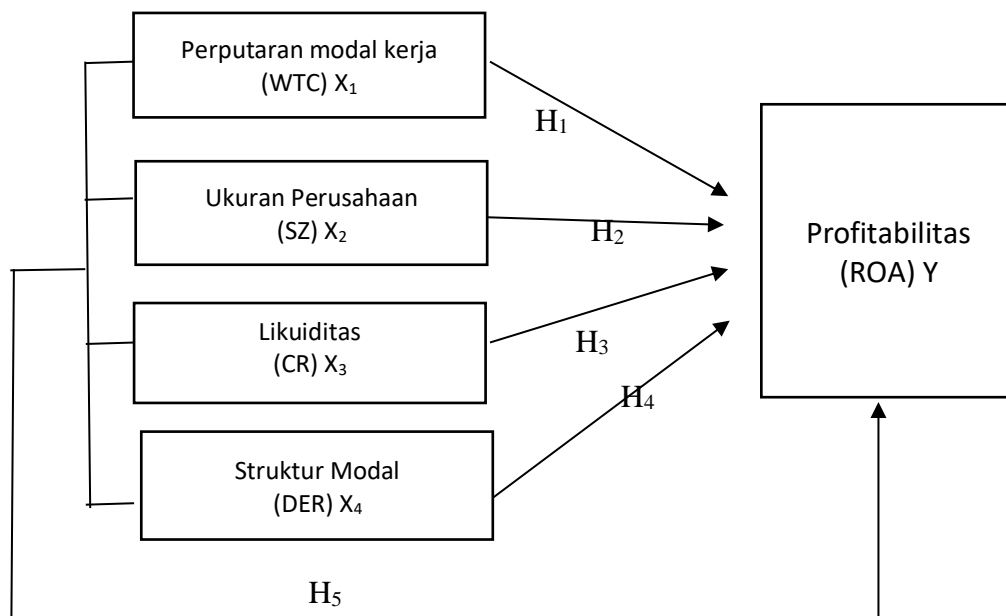 Perputaran modal kerja
(WTC) X₁
H₁
Ukuran Perusahaan
(SZ) X₂
H₂
Profitabilitas
(ROA) Y
Likuiditas
(CR) X₃
H₃
H₄
Struktur Modal
(DER) X₄
H₅